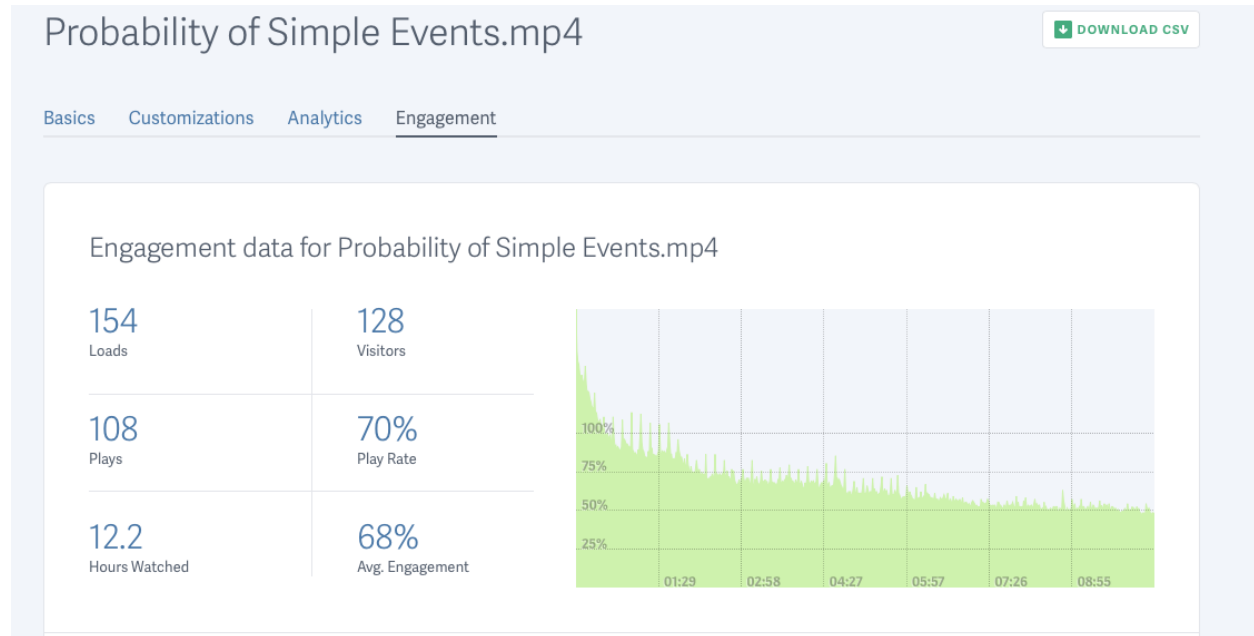 Probability of Simple Events.mp4
DOWNLOAD CSV
Basics Customizations Analytics Engagement
Engagement data for Probability of Simple Events.mp4
154
Loads
128
Visitors
108
Plays
70%
Play Rate
12.2
Hours Watched
68%
Avg. Engagement
100%
75%
50%
25%
01:29 02:58 04:27 05:57 07:26 08:55